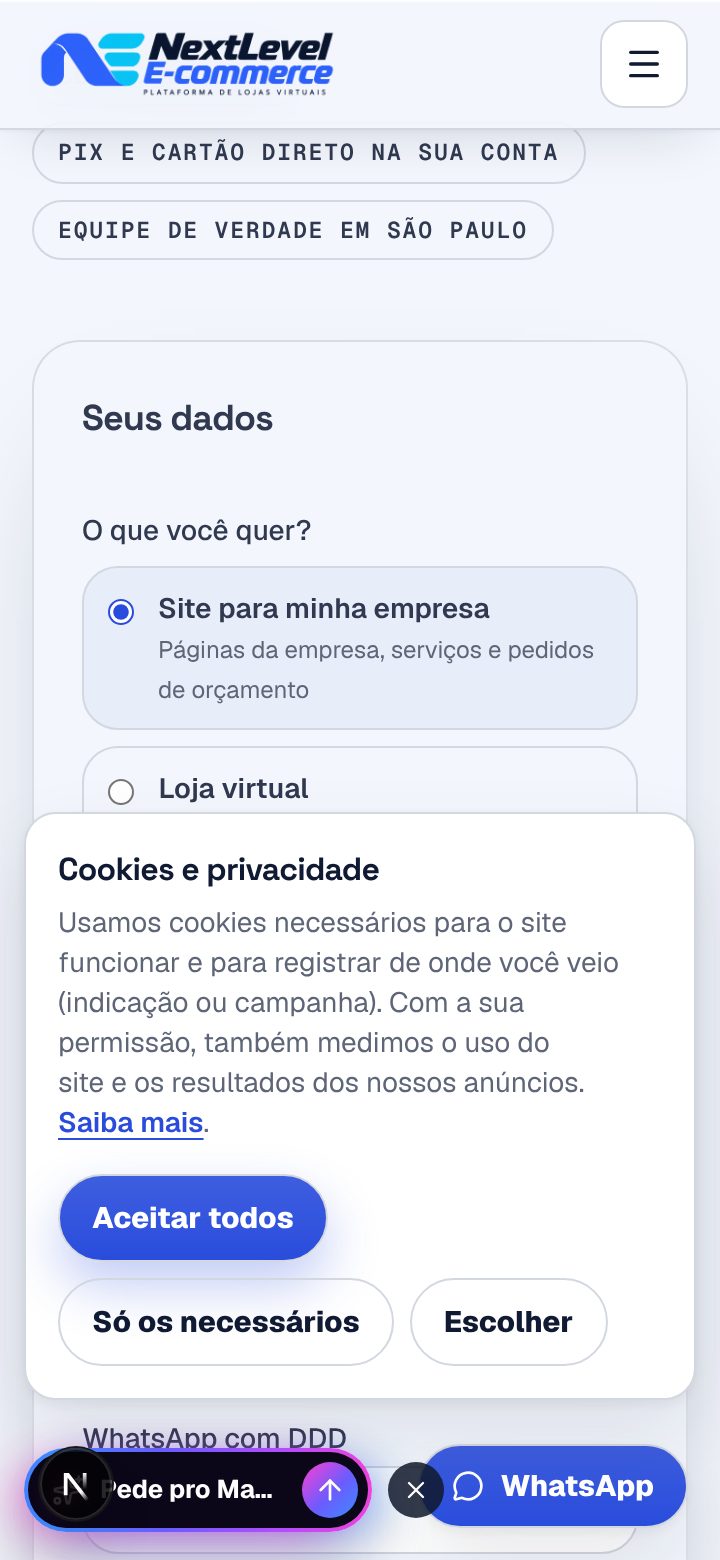 NextLevel
E-commerce
PLATAFORMA DE LOJAS VIRTUAIS
PIX E CARTÃO DIRETO NA SUA CONTA
EQUIPE DE VERDADE EM SÃO PAULO
Seus dados
O que você quer?
Site para minha empresa
Páginas da empresa, serviços e pedidos
de orçamento
Loja virtual
Cookies e privacidade
Usamos cookies necessários para o site
funcionar e para registrar de onde você veio
(indicação ou campanha). Com a sua
permissão, também medimos o uso do
site e os resultados dos nossos anúncios.
Saiba mais.
Aceitar todos
Só os necessários
Escolher
WhatsApp com DDD
N
Pede pro Ma...
WhatsApp